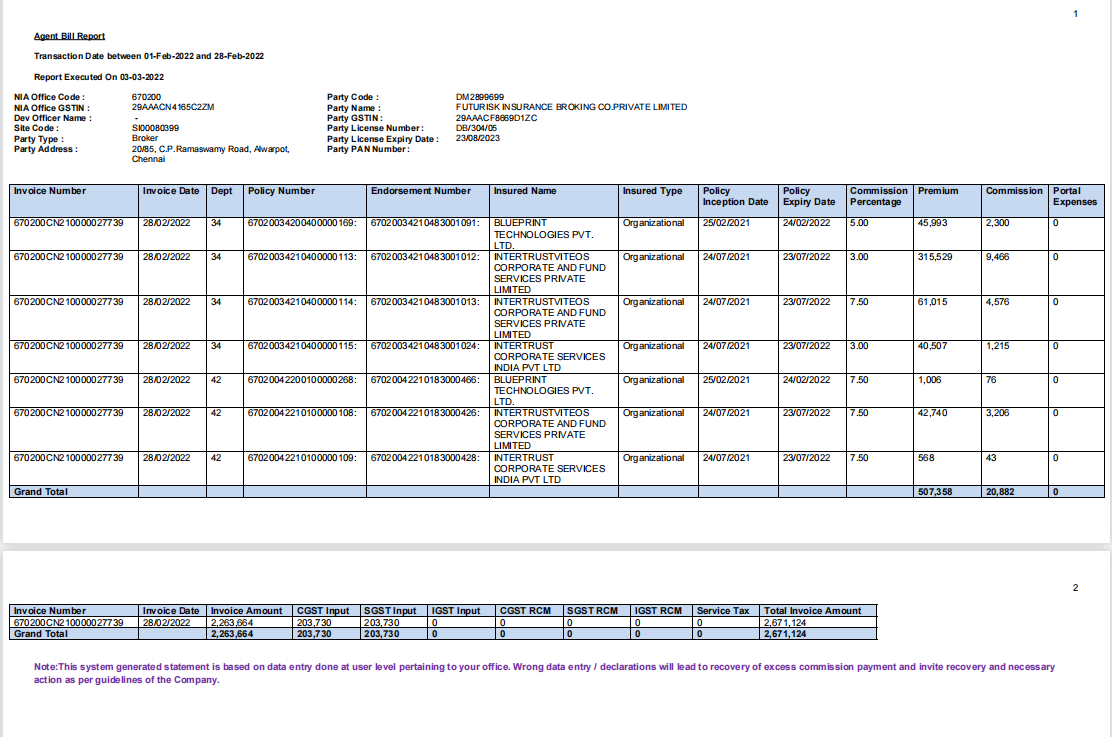 1
Agent Bill Report
Transaction Date between 01-Feb-2022 and 28-Feb-2022
Report Executed On 03-03-2022
NIA Office Code : 670200 Party Code : DM2899699
NIA Office GSTIN : 29AAACN4165C2ZM Party Name : FUTURISK INSURANCE BROKING CO.PRIVATE LIMITED
Dev Officer Name : - Party GSTIN : 29AAACF8669D1ZC
Site Code : SI00080399 Party License Number : DB/304/05
Party Type : Broker Party License Expiry Date : 23/08/2023
Party Address : 20/85, C.P.Ramaswamy Road, Alwarpot, Party PAN Number :
Chennai
Invoice Number Invoice Date Dept Policy Number Endorsement Number Insured Name Insured Type Policy Policy Commission Premium Commission Portal
Inception Date Expiry Date Percentage Expenses
670200CN210000027739 28/02/2022 34 67020034200400000169: 67020034210483001091: BLUEPRINT Organizational 25/02/2021 24/02/2022 5.00 45,993 2,300 0
TECHNOLOGIES PVT.
LTD.
670200CN210000027739 28/02/2022 34 67020034210400000113: 67020034210483001012: INTERTRUSTVITEOS Organizational 24/07/2021 23/07/2022 3.00 315,529 9,466 0
CORPORATE AND FUND
SERVICES PRIVATE
LIMITED
670200CN210000027739 28/02/2022 34 67020034210400000114: 67020034210483001013: INTERTRUSTVITEOS Organizational 24/07/2021 23/07/2022 7.50 61,015 4,576 0
CORPORATE AND FUND
SERVICES PRIVATE
LIMITED
670200CN210000027739 28/02/2022 34 67020034210400000115: 67020034210483001024: INTERTRUST Organizational 24/07/2021 23/07/2022 3.00 40,507 1,215 0
CORPORATE SERVICES
INDIA PVT LTD
670200CN210000027739 28/02/2022 42 67020042200100000268: 67020042210183000466: BLUEPRINT Organizational 25/02/2021 24/02/2022 7.50 1,006 76 0
TECHNOLOGIES PVT.
LTD.
670200CN210000027739 28/02/2022 42 67020042210100000108: 67020042210183000426: INTERTRUSTVITEOS Organizational 24/07/2021 23/07/2022 7.50 42,740 3,206 0
CORPORATE AND FUND
SERVICES PRIVATE
LIMITED
670200CN210000027739 28/02/2022 42 67020042210100000109: 67020042210183000428: INTERTRUST Organizational 24/07/2021 23/07/2022 7.50 568 43 0
CORPORATE SERVICES
INDIA PVT LTD
Grand Total 507,358 20,882 0
2
Invoice Number Invoice Date Invoice Amount CGST Input SGST Input IGST Input CGST RCM SGST RCM IGST RCM Service Tax Total Invoice Amount
670200CN210000027739 28/02/2022 2,263,664 203,730 203,730 0 0 0 0 0 2,671,124
Grand Total 2,263,664 203,730 203,730 0 0 0 0 0 2,671,124
Note:This system generated statement is based on data entry done at user level pertaining to your office. Wrong data entry / declarations will lead to recovery of excess commission payment and invite recovery and necessary
action as per guidelines of the Company.